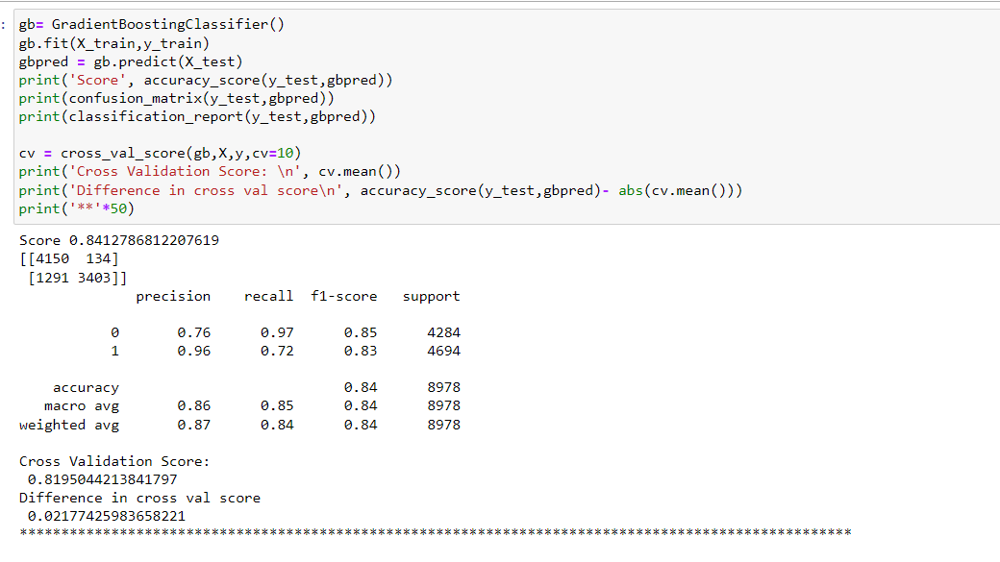 : gb= GradientBoostingClassifier()
gb.fit(X_train,y_train)
gbpred = gb.predict(X_test)
print('Score', accuracy_score(y_test,gbpred))
print(confusion_matrix(y_test,gbpred))
print(classification_report(y_test,gbpred))
cv = cross_val_score(gb,X,y,cv=10)
print('Cross Validation Score: \n', cv.mean())
print('Difference in cross val score\n', accuracy_score(y_test,gbpred)- abs(cv.mean()))
print('**'*50)
Score 0.8412786812207619
[[4150  134]
 [1291 3403]]
              precision    recall  f1-score   support
           0       0.76      0.97      0.85      4284
           1       0.96      0.72      0.83      4694
    accuracy                           0.84      8978
   macro avg       0.86      0.85      0.84      8978
weighted avg       0.87      0.84      0.84      8978
Cross Validation Score: 
 0.8195044213841797
Difference in cross val score
 0.02177425983658221
****************************************************************************************************